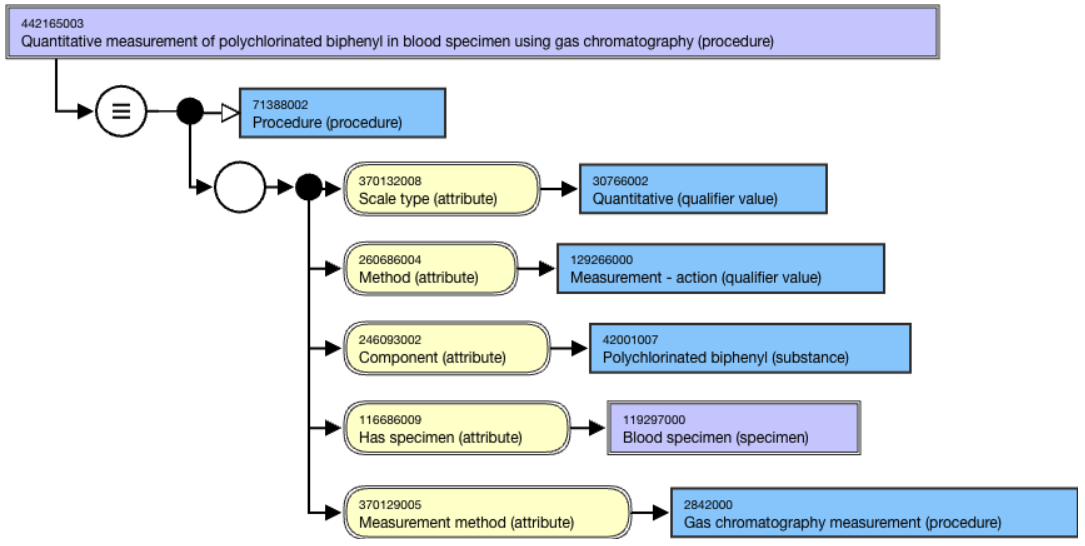 442165003
Quantitative measurement of polychlorinated biphenyl in blood specimen using gas chromatography (procedure)
71388002
Procedure (procedure)
370132008
Scale type (attribute)
30766002
Quantitative (qualifier value)
260686004
Method (attribute)
129266000
Measurement - action (qualifier value)
246093002
Component (attribute)
42001007
Polychlorinated biphenyl (substance)
116686009
Has specimen (attribute)
119297000
Blood specimen (specimen)
370129005
Measurement method (attribute)
2842000
Gas chromatography measurement (procedure)